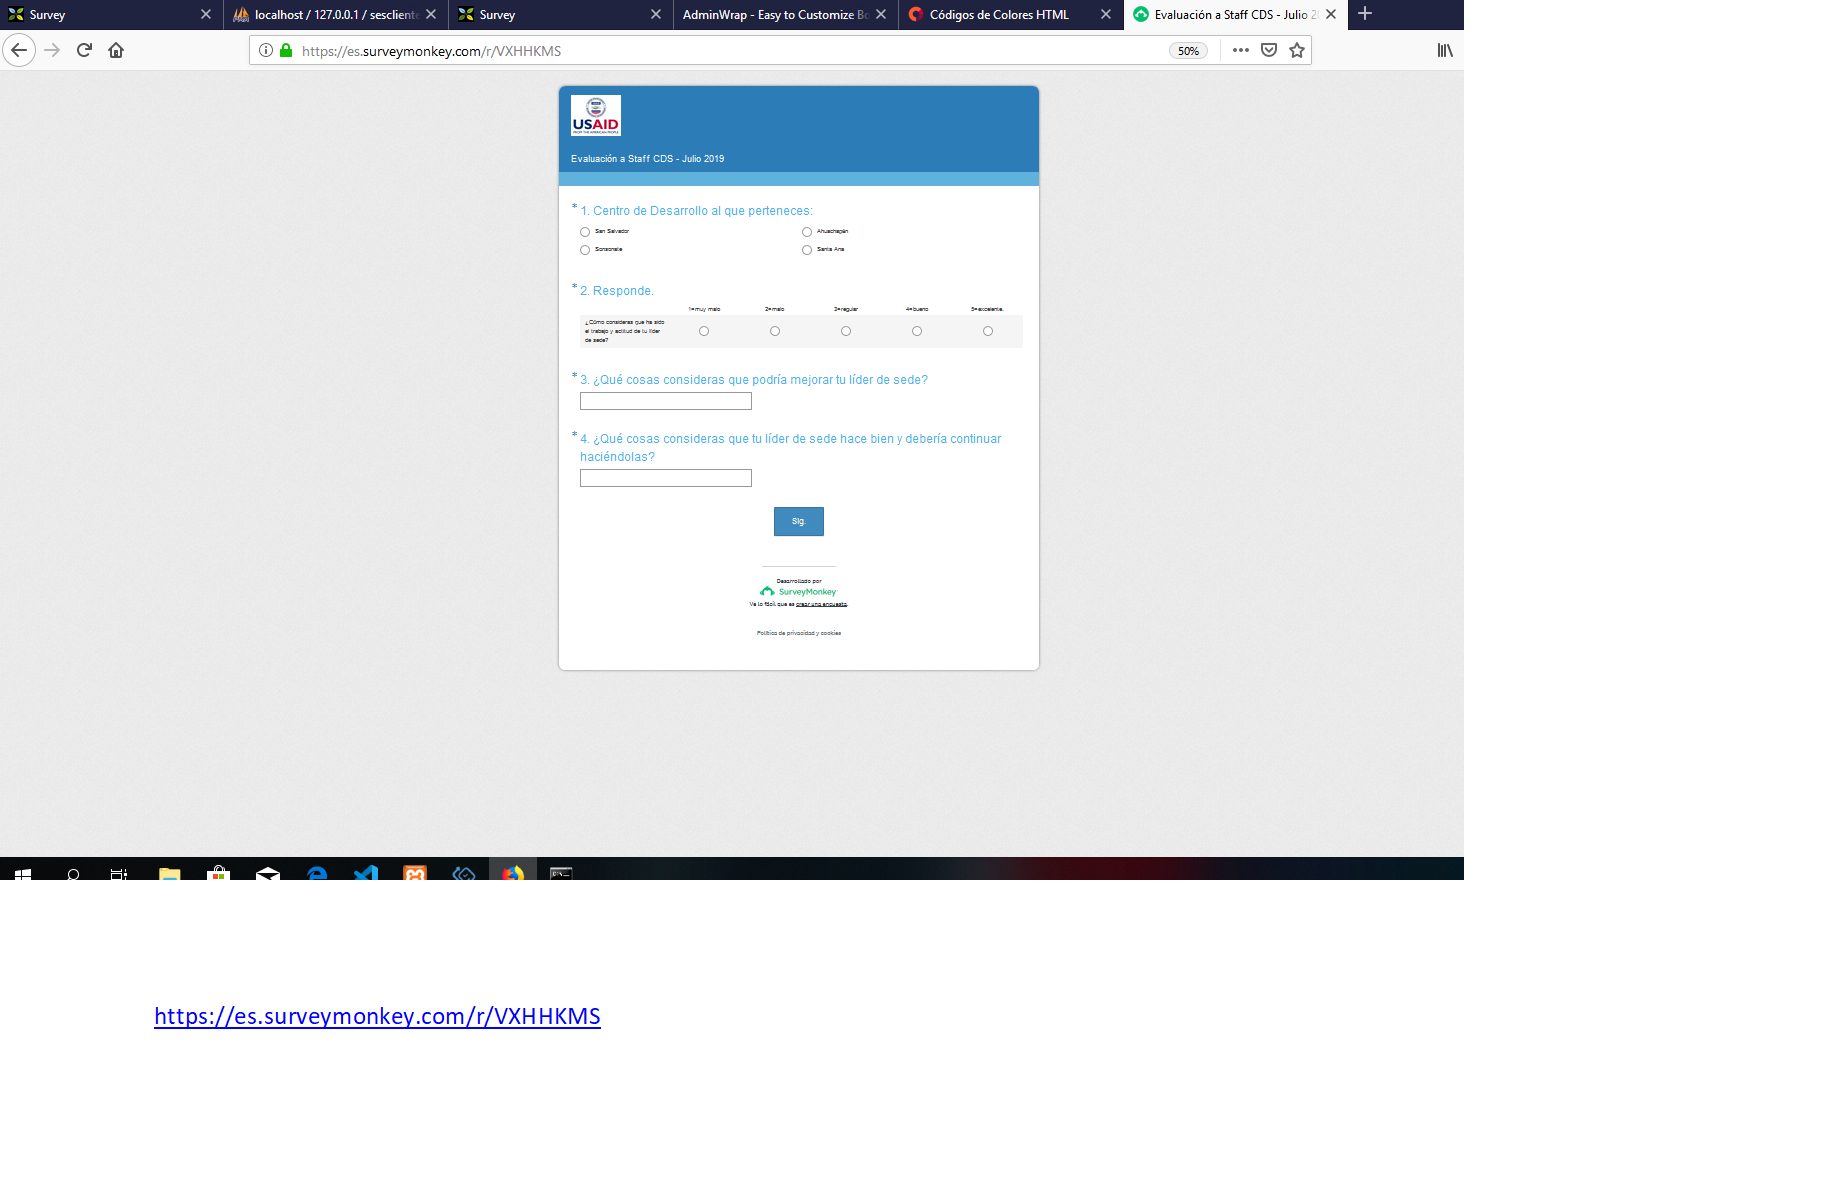 Survey
localhost / 127.0.0.1 / sescliente
Survey
AdminWrap - Easy to Customize Bo
Códigos de Colores HTML
Evaluación a Staff CDS - Julio 2
https://es.surveymonkey.com/r/VXHHKMS
50%
USAID
FROM THE AMERICAN PEOPLE
Evaluación a Staff CDS - Julio 2019
* 1. Centro de Desarrollo al que perteneces:
San Salvador
Ahuachapán
Sonsonate
Santa Ana
* 2. Responde.
1=muy malo 2=malo 3=regular 4=bueno 5=excelente.
¿Cómo consideras que ha sido
el trabajo y actitud de tu líder
de sede?
* 3. ¿Qué cosas consideras que podría mejorar tu líder de sede?
* 4. ¿Qué cosas consideras que tu líder de sede hace bien y debería continuar
haciéndolas?
Sig.
Desarrollado por
SurveyMonkey
Ve lo fácil que es crear una encuesta.
Política de privacidad y cookies
https://es.surveymonkey.com/r/VXHHKMS